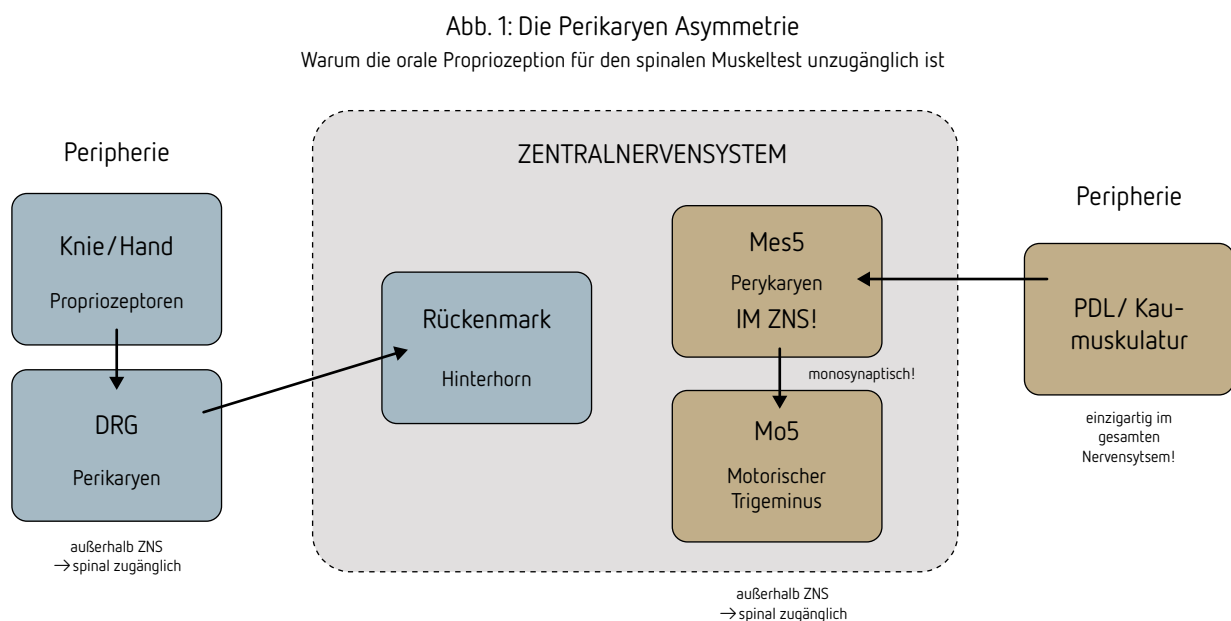 Abb. 1: Die Perikaryen Asymmetrie
Warum die orale Propriozeption für den spinalen Muskeltest unzugänglich ist
Peripherie
Knie/Hand
Propriozeptoren
DRG
Perikaryen
außerhalb ZNS
→ spinal zugänglich
ZENTRALNERVENSYSTEM
Rückenmark
Hinterhorn
Mes5
Perykaryen
IM ZNS!
monosynaptisch!
Mo5
Motorischer
Trigeminus
außerhalb ZNS
→ spinal zugänglich
Peripherie
PDL/ Kau-
muskulatur
einzigartig im
gesamten
Nervensytsem!